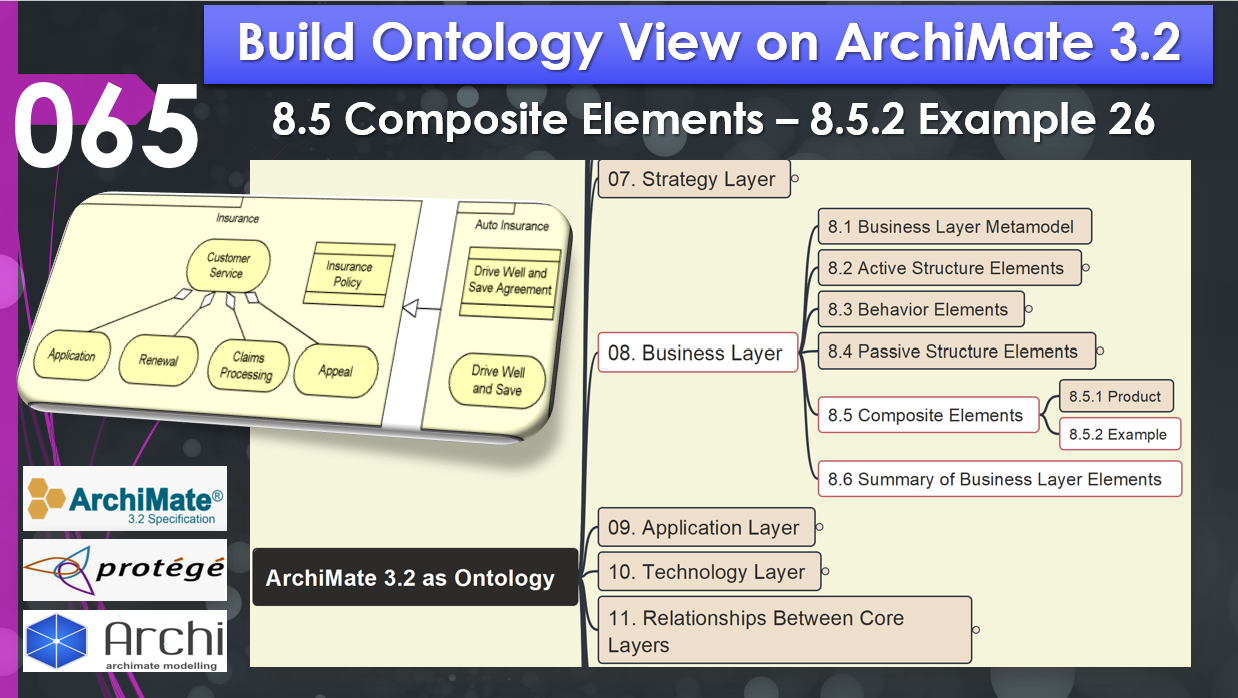 Build Ontology View on ArchiMate 3.2
065
8.5 Composite Elements – 8.5.2 Example 26
Insurance
Customer
Service
Insurance
Policy
Application
Renewal
Claims
Processing
Appeal
Auto Insurance
Drive Well and
Save Agreement
Drive Well
and Save
07. Strategy Layer
08. Business Layer
8.1 Business Layer Metamodel
8.2 Active Structure Elements
8.3 Behavior Elements
8.4 Passive Structure Elements
8.5 Composite Elements
8.5.1 Product
8.5.2 Example
8.6 Summary of Business Layer Elements
09. Application Layer
10. Technology Layer
11. Relationships Between Core
Layers
ArchiMate 3.2 as Ontology
ArchiMate®
3.2 Specification
protégé
Archi
archimate modelling